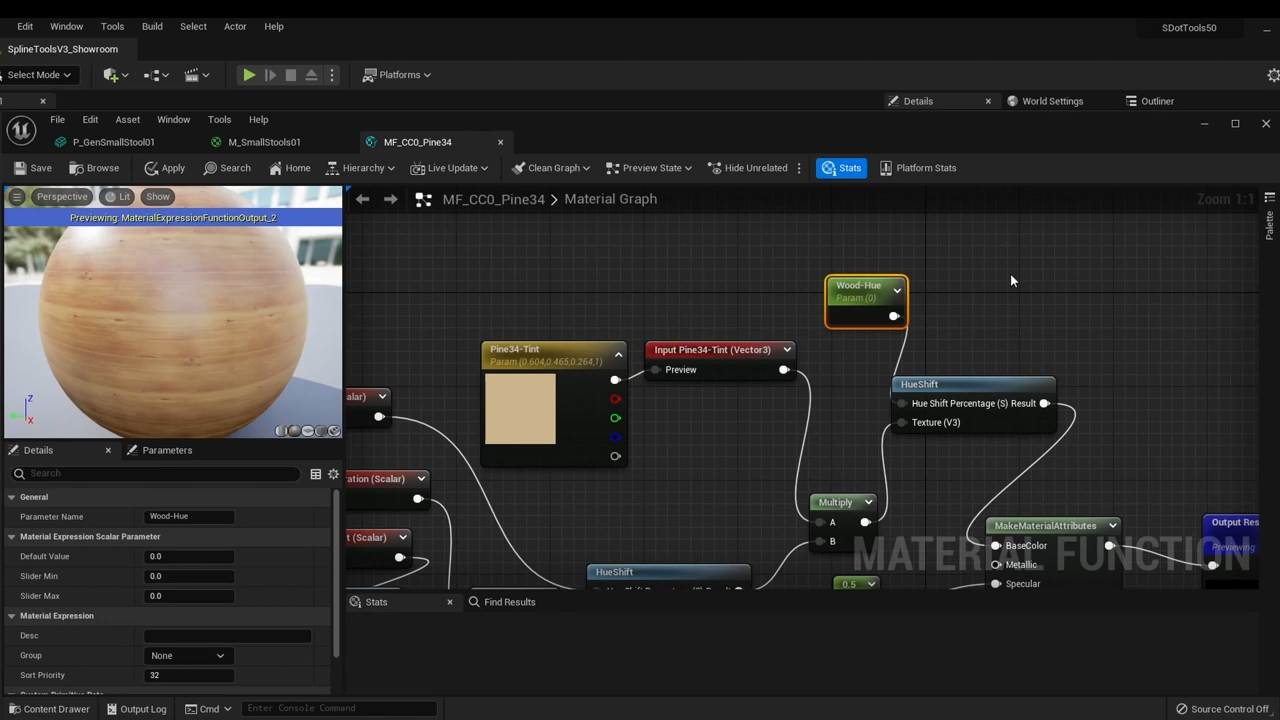 Edit Window Tools Build Select Actor Help
SDotTools50
SplineToolsV3_Showroom
Select Mode
Platforms
Details
World Settings
Outliner
File Edit Asset Window Tools Help
P_GenSmallStool01
M_SmallStools01
MF_CC0_Pine34
Save Browse Apply Search Home Hierarchy Live Update Clean Graph Preview State Hide Unrelated Stats Platform Stats
Perspective Lit Show
MF_CC0_Pine34 > Material Graph
Zoom 1:1
Palette
Previewing: MaterialExpressionFunctionOutput_2
Wood-Hue
Param (0)
Pine34-Tint
Param (0.604,0.465,0.264,1)
Input Pine34-Tint (Vector3)
Preview
HueShift
Hue Shift Percentage (S) Result
Texture (V3)
alar)
ration (Scalar)
t (Scalar)
Multiply
A
B
MakeMaterialAttributes
BaseColor
Metallic
Specular
Output Res
Previewing
MATERIAL FUNCTION
HueShift
0.5
Z
X
Details
Parameters
Search
General
Parameter Name Wood-Hue
Material Expression Scalar Parameter
Default Value 0.0
Slider Min 0.0
Slider Max 0.0
Material Expression
Desc
Group None
Sort Priority 32
Stats
Find Results
Content Drawer Output Log Cmd Enter Console Command
Source Control Off